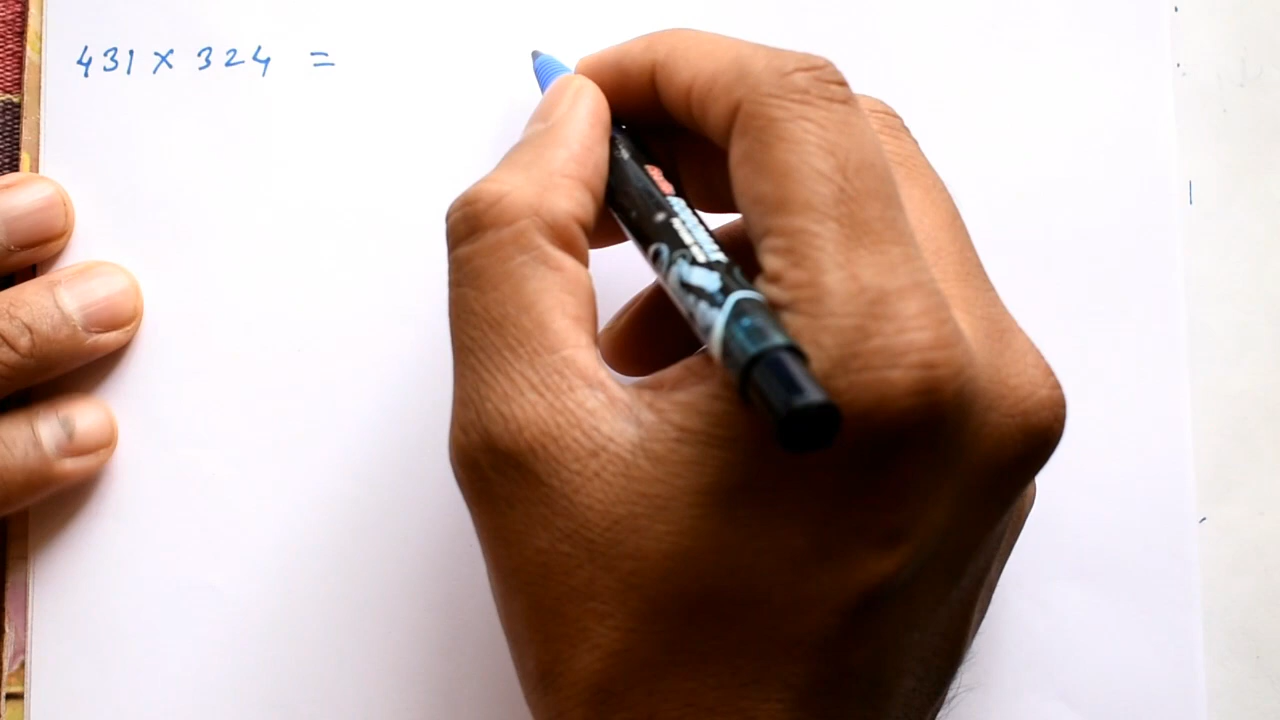 431 × 324 =